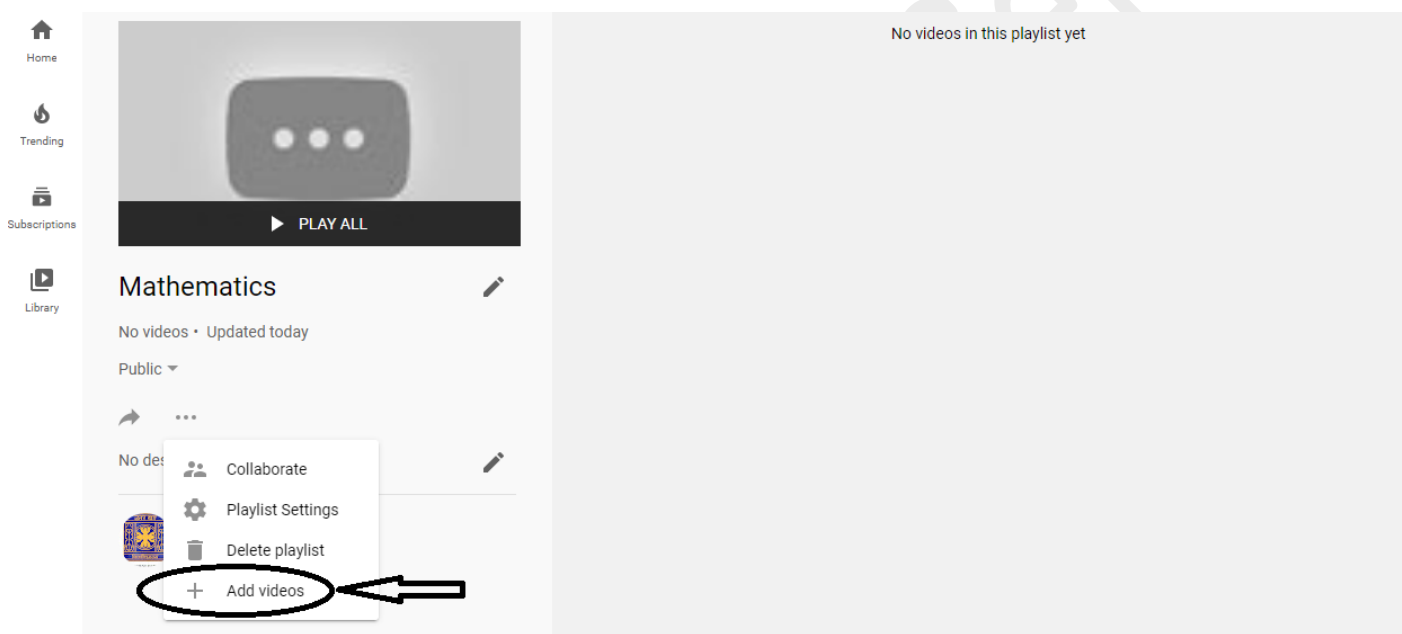 Home
Trending
Subscriptions
Library
PLAY ALL
Mathematics
No videos • Updated today
Public
No des
Collaborate
Playlist Settings
Delete playlist
Add videos
No videos in this playlist yet